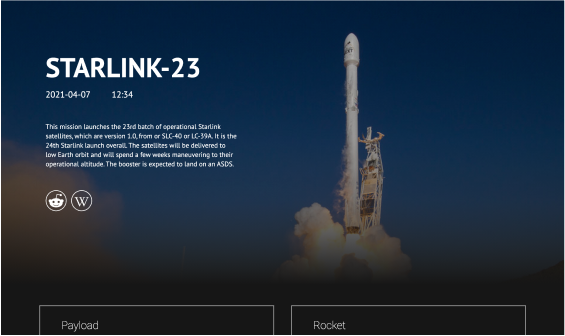 STARLINK-23
2021-04-07 12:34
This mission launches the 23rd batch of operational Starlink
satellites, which are version 1.0, from or SLC-40 or LC-39A. It is the
24th Starlink launch overall. The satellites will be delivered to
low Earth orbit and will spend a few weeks maneuvering to their
operational altitude. The booster is expected to land on an ASDS.
W
Payload
Rocket